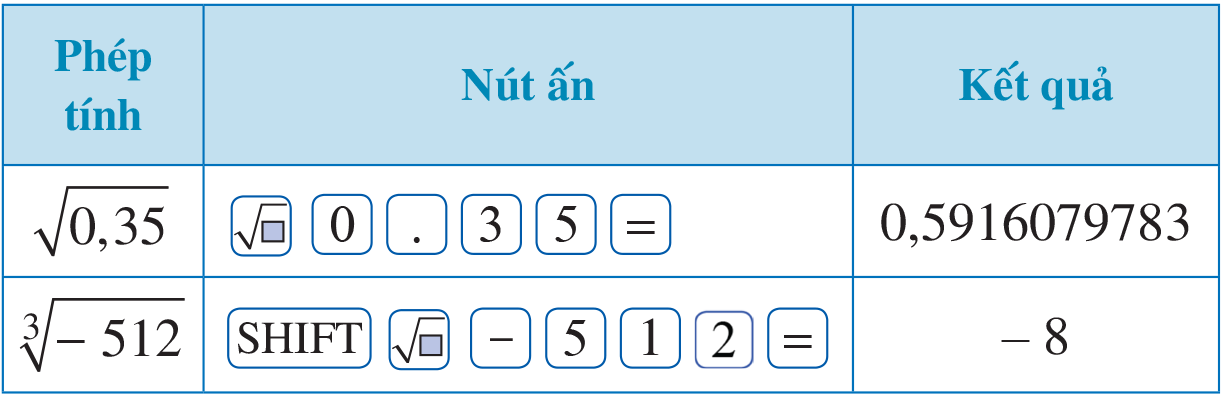 Phép tính
Nút ấn
Kết quả
√0,35
√□ 0 . 3 5 =
0,5916079783
∛– 512
SHIFT √□ – 5 1 2 =
– 8